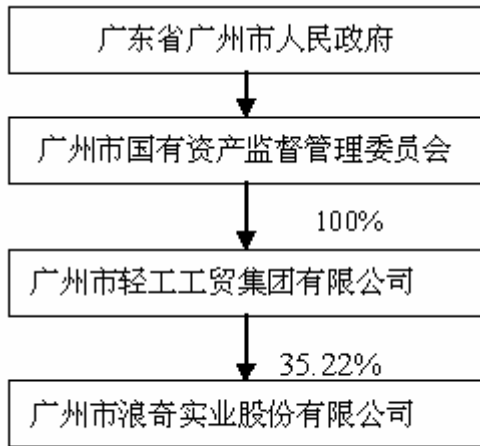 广东省广州市人民政府
广州市国有资产监督管理委员会
100%
广州市轻工工贸集团有限公司
35.22%
广州市浪奇实业股份有限公司